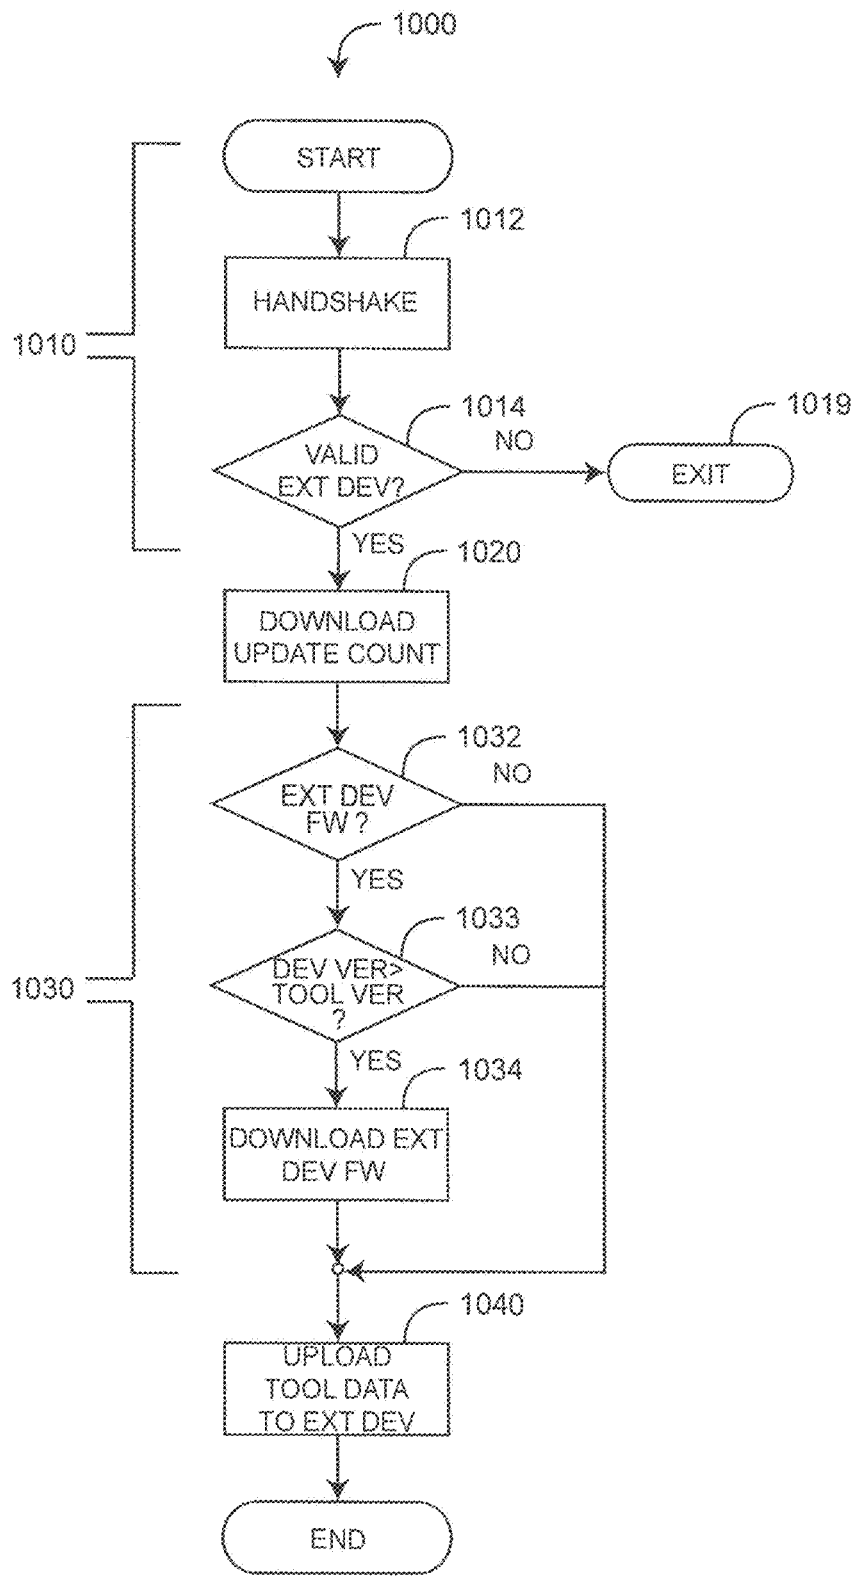 1000
START
1012
HANDSHAKE
1010
1014
VALID
EXT DEV?
NO
1019
EXIT
YES
1020
DOWNLOAD
UPDATE COUNT
1032
NO
EXT DEV
FW ?
YES
1033
NO
DEV VER>
TOOL VER
?
1030
YES
1034
DOWNLOAD EXT
DEV FW
1040
UPLOAD
TOOL DATA
TO EXT DEV
END